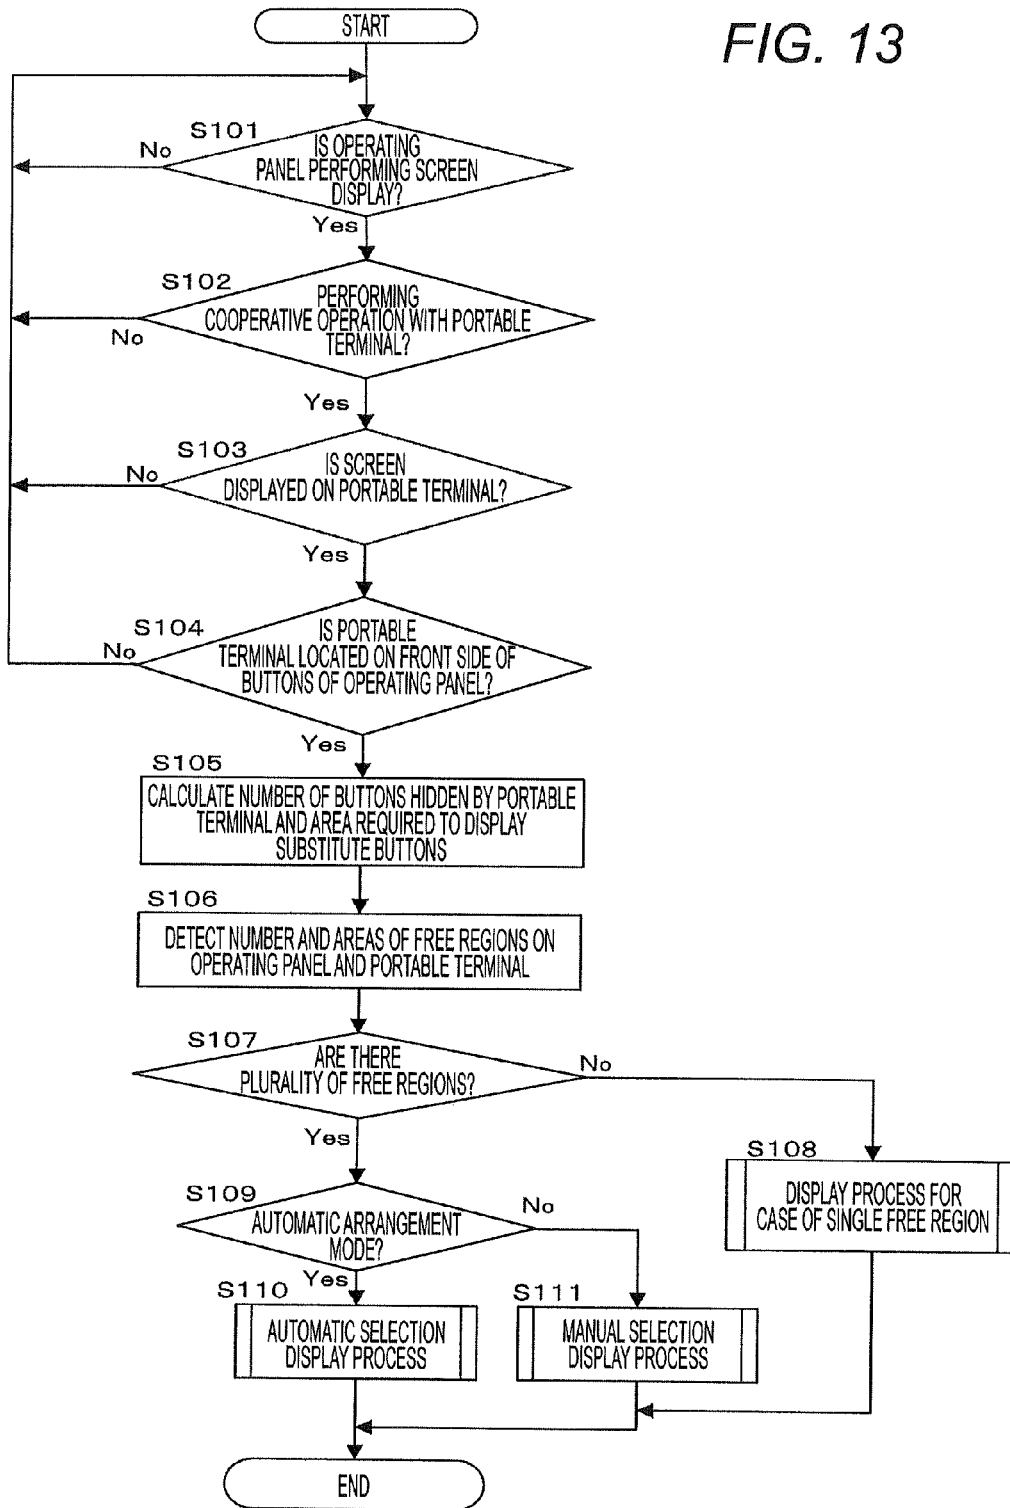 FIG. 13
START
S101
No
IS OPERATING
PANEL PERFORMING SCREEN
DISPLAY?
Yes
S102
PERFORMING
COOPERATIVE OPERATION WITH PORTABLE
TERMINAL?
No
Yes
S103
No
IS SCREEN
DISPLAYED ON PORTABLE TERMINAL?
Yes
S104
No
IS PORTABLE
TERMINAL LOCATED ON FRONT SIDE OF
BUTTONS OF OPERATING PANEL?
Yes
S105
CALCULATE NUMBER OF BUTTONS HIDDEN BY PORTABLE
TERMINAL AND AREA REQUIRED TO DISPLAY
SUBSTITUTE BUTTONS
S106
DETECT NUMBER AND AREAS OF FREE REGIONS ON
OPERATING PANEL AND PORTABLE TERMINAL
S107
ARE THERE
PLURALITY OF FREE REGIONS?
No
Yes
S108
DISPLAY PROCESS FOR
CASE OF SINGLE FREE REGION
S109
AUTOMATIC ARRANGEMENT
MODE?
No
Yes
S110
AUTOMATIC SELECTION
DISPLAY PROCESS
S111
MANUAL SELECTION
DISPLAY PROCESS
END